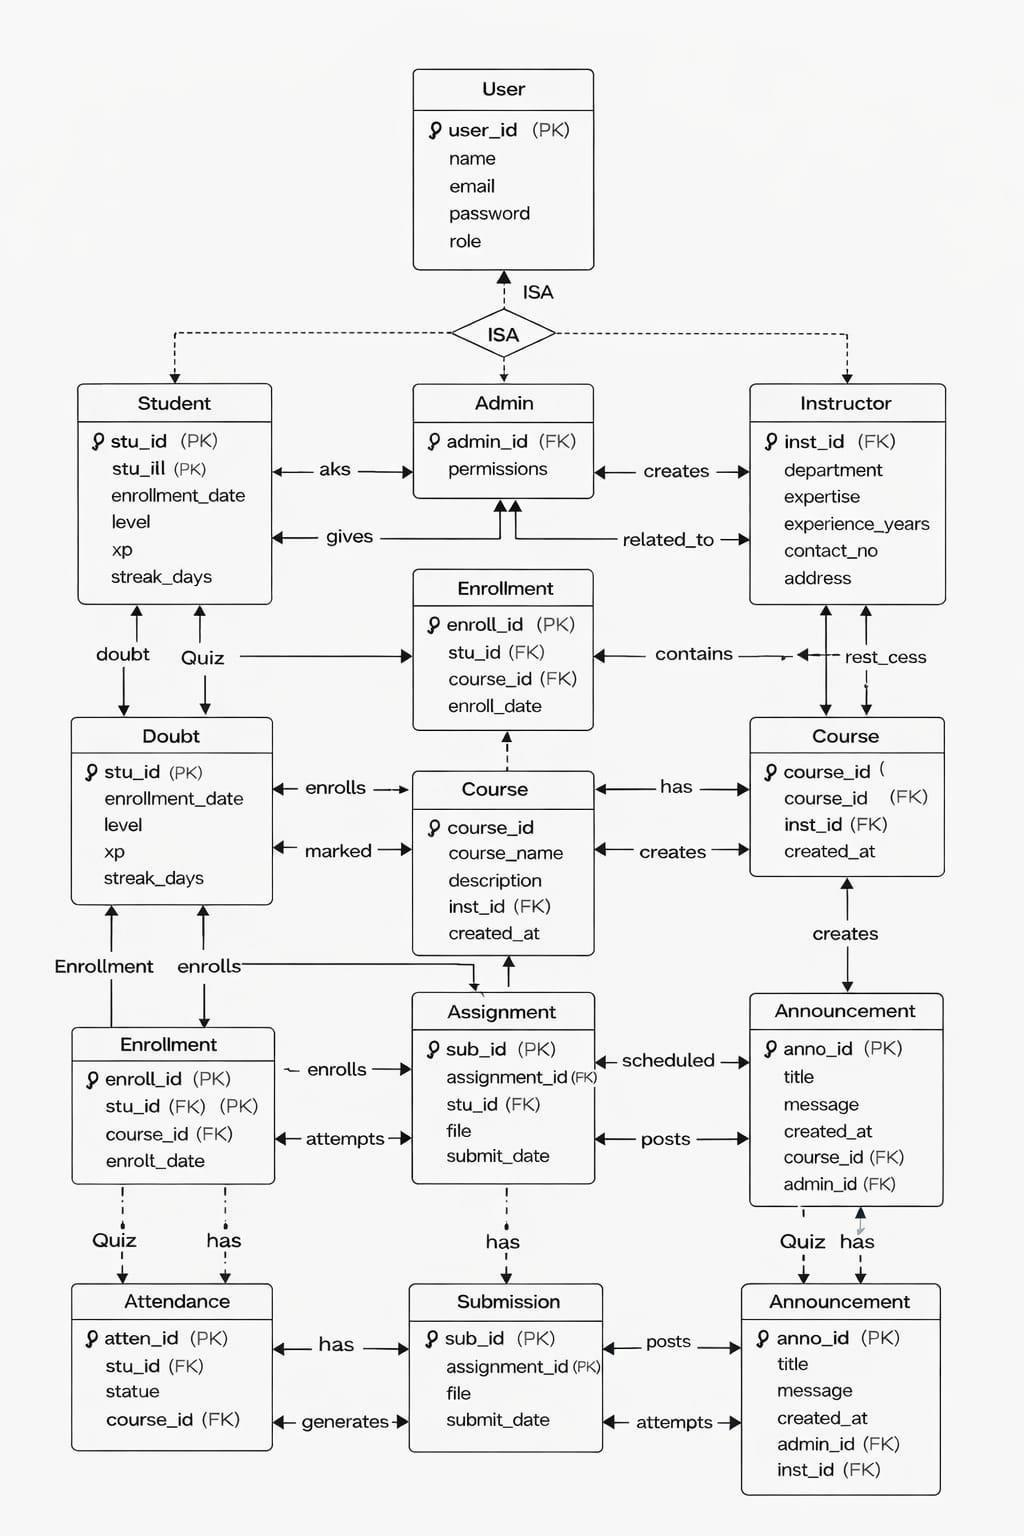 User
user_id (PK)
name
email
password
role
ISA
ISA
Student
stu_id (PK)
stu_ill (PK)
enrollment_date
level
xp
streak_days
aks
gives
Admin
admin_id (FK)
permissions
creates
related_to
Instructor
inst_id (FK)
department
expertise
experience_years
contact_no
address
doubt
Quiz
Enrollment
enroll_id (PK)
stu_id (FK)
course_id (FK)
enroll_date
contains
rest_cess
Doubt
stu_id (PK)
enrollment_date
level
xp
streak_days
enrolls
marked
Course
course_id
course_name
description
inst_id (FK)
created_at
has
creates
Course
course_id (
course_id (FK)
inst_id (FK)
created_at
Enrollment
enrolls
creates
Enrollment
enroll_id (PK)
stu_id (FK) (PK)
course_id (FK)
enrolt_date
enrolls
attempts
Assignment
sub_id (PK)
assignment_id (FK)
stu_id (FK)
file
submit_date
scheduled
posts
Announcement
anno_id (PK)
title
message
created_at
course_id (FK)
admin_id (FK)
Quiz
has
has
Quiz
has
Attendance
atten_id (PK)
stu_id (FK)
statue
course_id (FK)
has
generates
Submission
sub_id (PK)
assignment_id (PK)
file
submit_date
posts
attempts
Announcement
anno_id (PK)
title
message
created_at
admin_id (FK)
inst_id (FK)